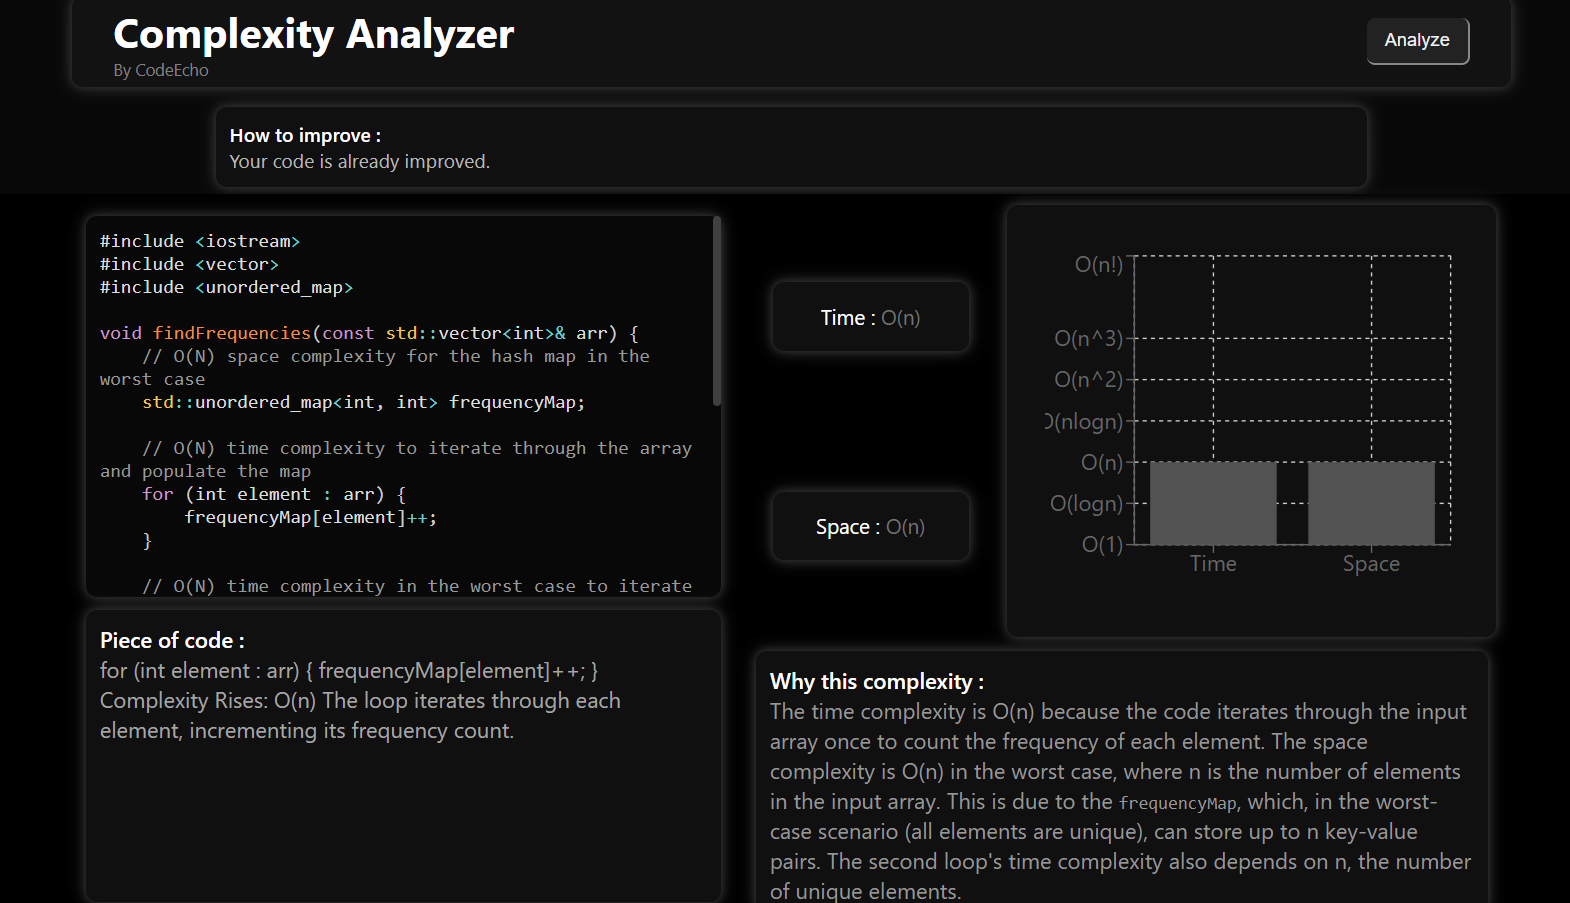 Complexity Analyzer
By CodeEcho
Analyze
How to improve :
Your code is already improved.
#include <iostream>
#include <vector>
#include <unordered_map>
void findFrequencies(const std::vector<int>& arr) {
// O(N) space complexity for the hash map in the
worst case
std::unordered_map<int, int> frequencyMap;
// O(N) time complexity to iterate through the array
and populate the map
for (int element : arr) {
frequencyMap[element]++;
}
// O(N) time complexity in the worst case to iterate
Piece of code :
for (int element : arr) { frequencyMap[element]++; }
Complexity Rises: O(n) The loop iterates through each
element, incrementing its frequency count.
Time : O(n)
Space : O(n)
O(n!)
O(n^3)
O(n^2)
O(nlogn)
O(n)
O(logn)
O(1)
Time
Space
Why this complexity :
The time complexity is O(n) because the code iterates through the input
array once to count the frequency of each element. The space
complexity is O(n) in the worst case, where n is the number of elements
in the input array. This is due to the frequencyMap, which, in the worst-
case scenario (all elements are unique), can store up to n key-value
pairs. The second loop's time complexity also depends on n, the number
of unique elements.